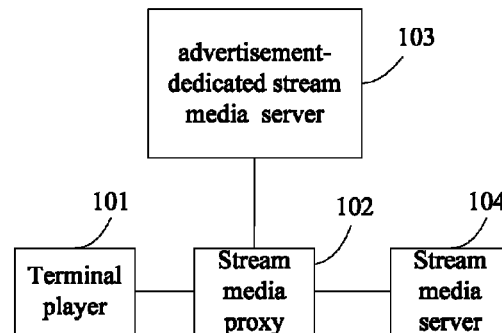 103
advertisement-
dedicated stream
media server
101
102
104
Terminal
player
Stream
media
proxy
Stream
media
server